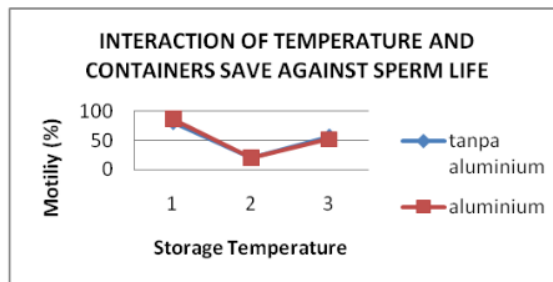 INTERACTION OF TEMPERATURE AND
CONTAINERS SAVE AGAINST SPERM LIFE
100
50
0
Motiliy (%)
1 2 3
Storage Temperature
tanpa
aluminium
aluminium